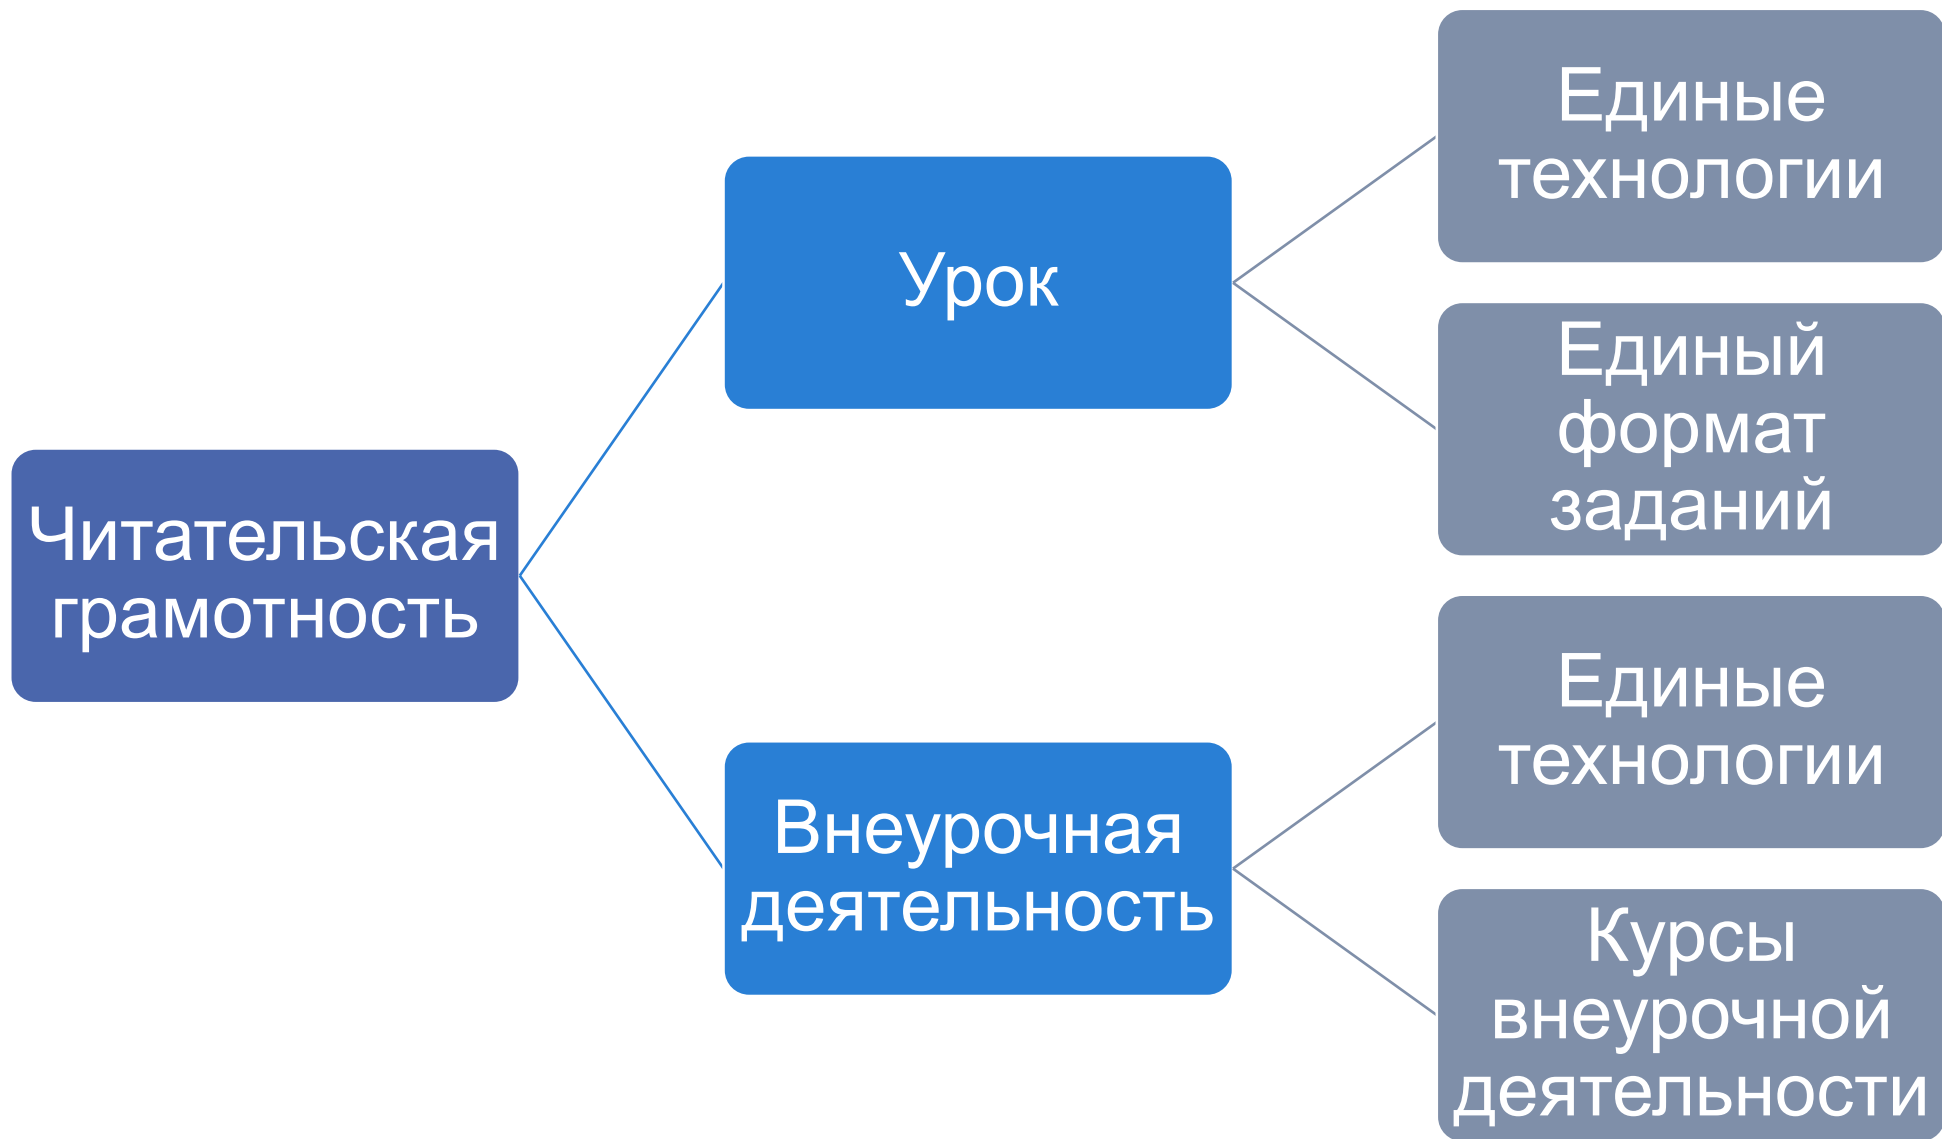 Читательская
грамотность
Урок
Единые
технологии
Единый
формат
заданий
Внеурочная
деятельность
Единые
технологии
Курсы
внеурочной
деятельности